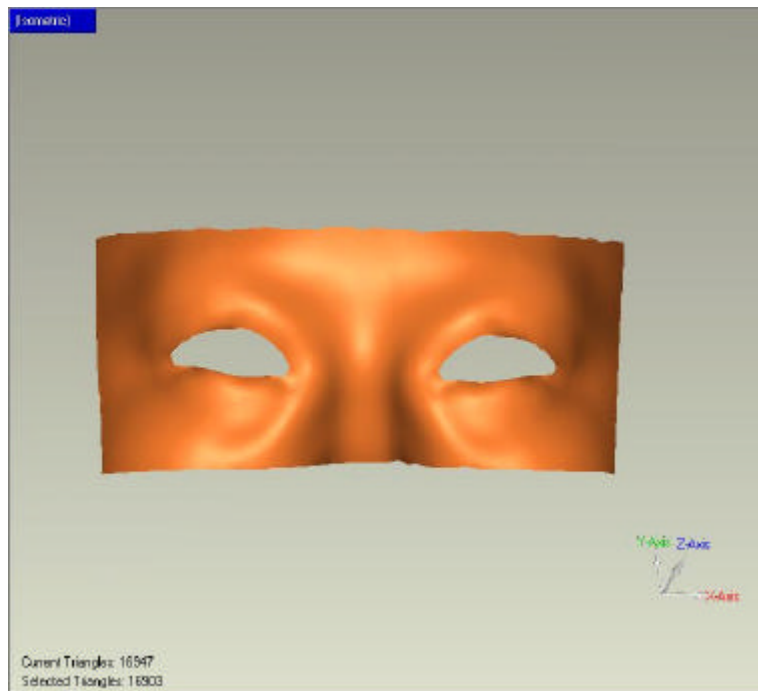 [Isometric]
Y-Axis Z-Axis
X-Axis
Current Triangles: 16947
Selected Triangles: 16903